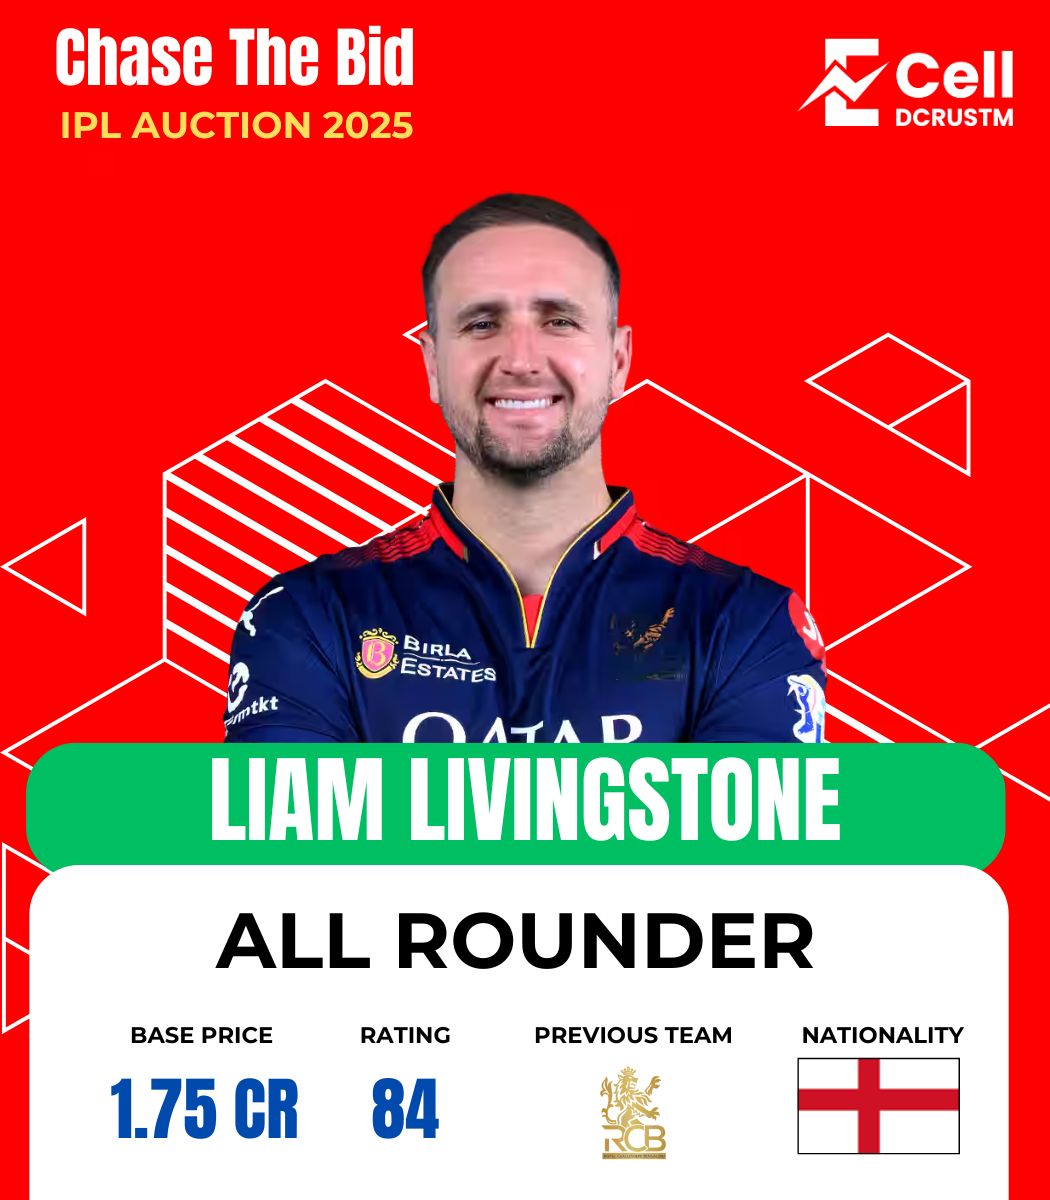 Chase The Bid
IPL AUCTION 2025
Cell
DCRUSTM
BIRLA
ESTATES
QATAR
LIAM LIVINGSTONE
ALL ROUNDER
BASE PRICE
RATING
PREVIOUS TEAM
NATIONALITY
1.75 CR
84
RCB